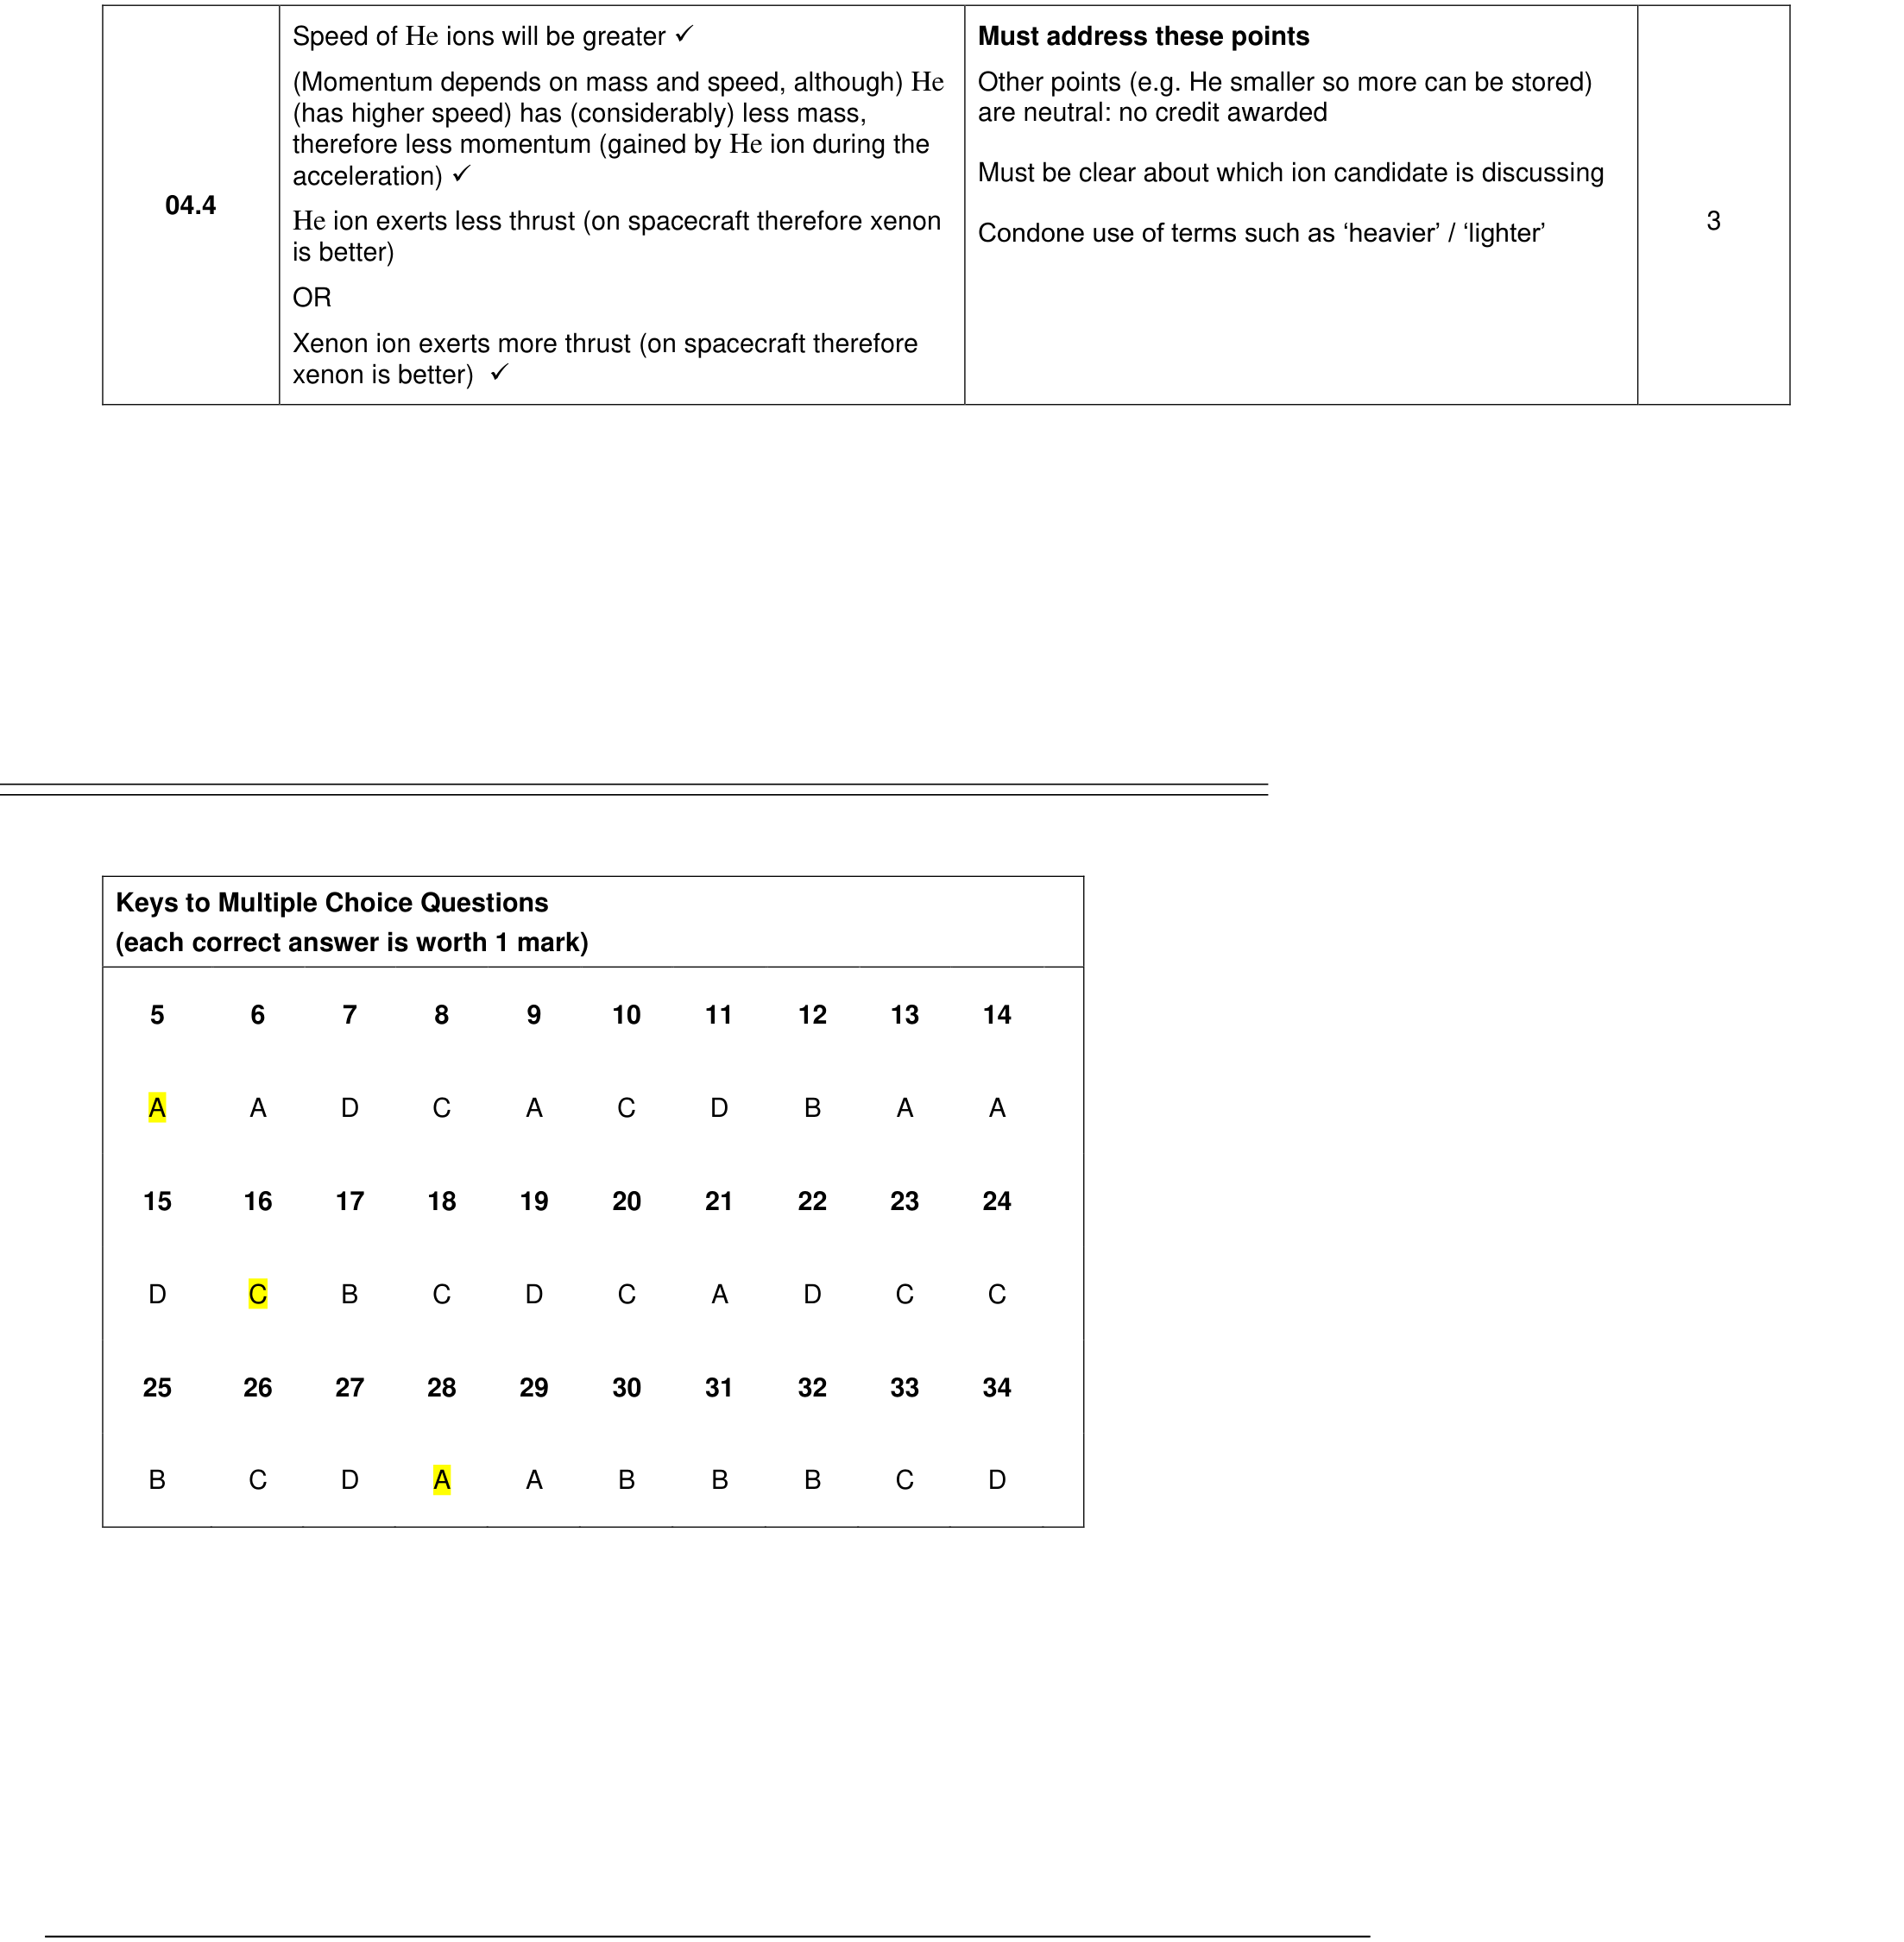 04.4
Speed of He ions will be greater ✓
(Momentum depends on mass and speed, although) He
(has higher speed) has (considerably) less mass,
therefore less momentum (gained by He ion during the
acceleration) ✓
He ion exerts less thrust (on spacecraft therefore xenon
is better)
OR
Xenon ion exerts more thrust (on spacecraft therefore
xenon is better) ✓
Must address these points
Other points (e.g. He smaller so more can be stored)
are neutral: no credit awarded
Must be clear about which ion candidate is discussing
Condone use of terms such as ‘heavier’ / ‘lighter’
3
Keys to Multiple Choice Questions
(each correct answer is worth 1 mark)
5 6 7 8 9 10 11 12 13 14
A A D C A C D B A A
15 16 17 18 19 20 21 22 23 24
D C B C D C A D C C
25 26 27 28 29 30 31 32 33 34
B C D A A B B B C D